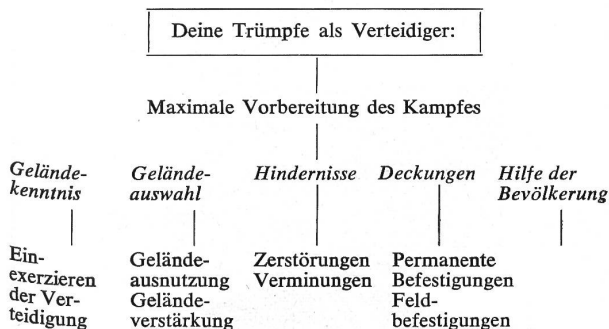 Deine Trümpfe als Verteidiger:
Maximale Vorbereitung des Kampfes
Gelände-
kenntnis
Gelände-
auswahl
Hindernisse
Deckungen
Hilfe der
Bevölkerung
Ein-
exerzieren
der Ver-
teidigung
Gelände-
ausnutzung
Gelände-
verstärkung
Zerstörungen
Verminungen
Permanente
Befestigungen
Feld-
befestigungen